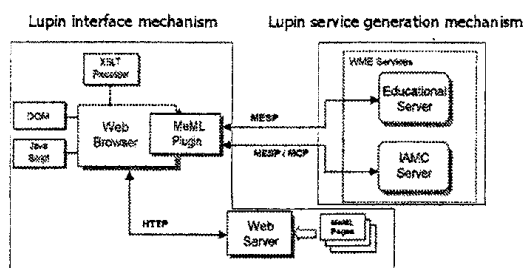 Lupin interface mechanism
Lupin service generation mechanism
XSLT
Processor
WME Services
Educational
Server
DOM
Web
Browser
MeML
Plugin
MESP
Java
Script
MESP / MCP
IAMC
Server
HTTP
Web
Server
MeML
Pages